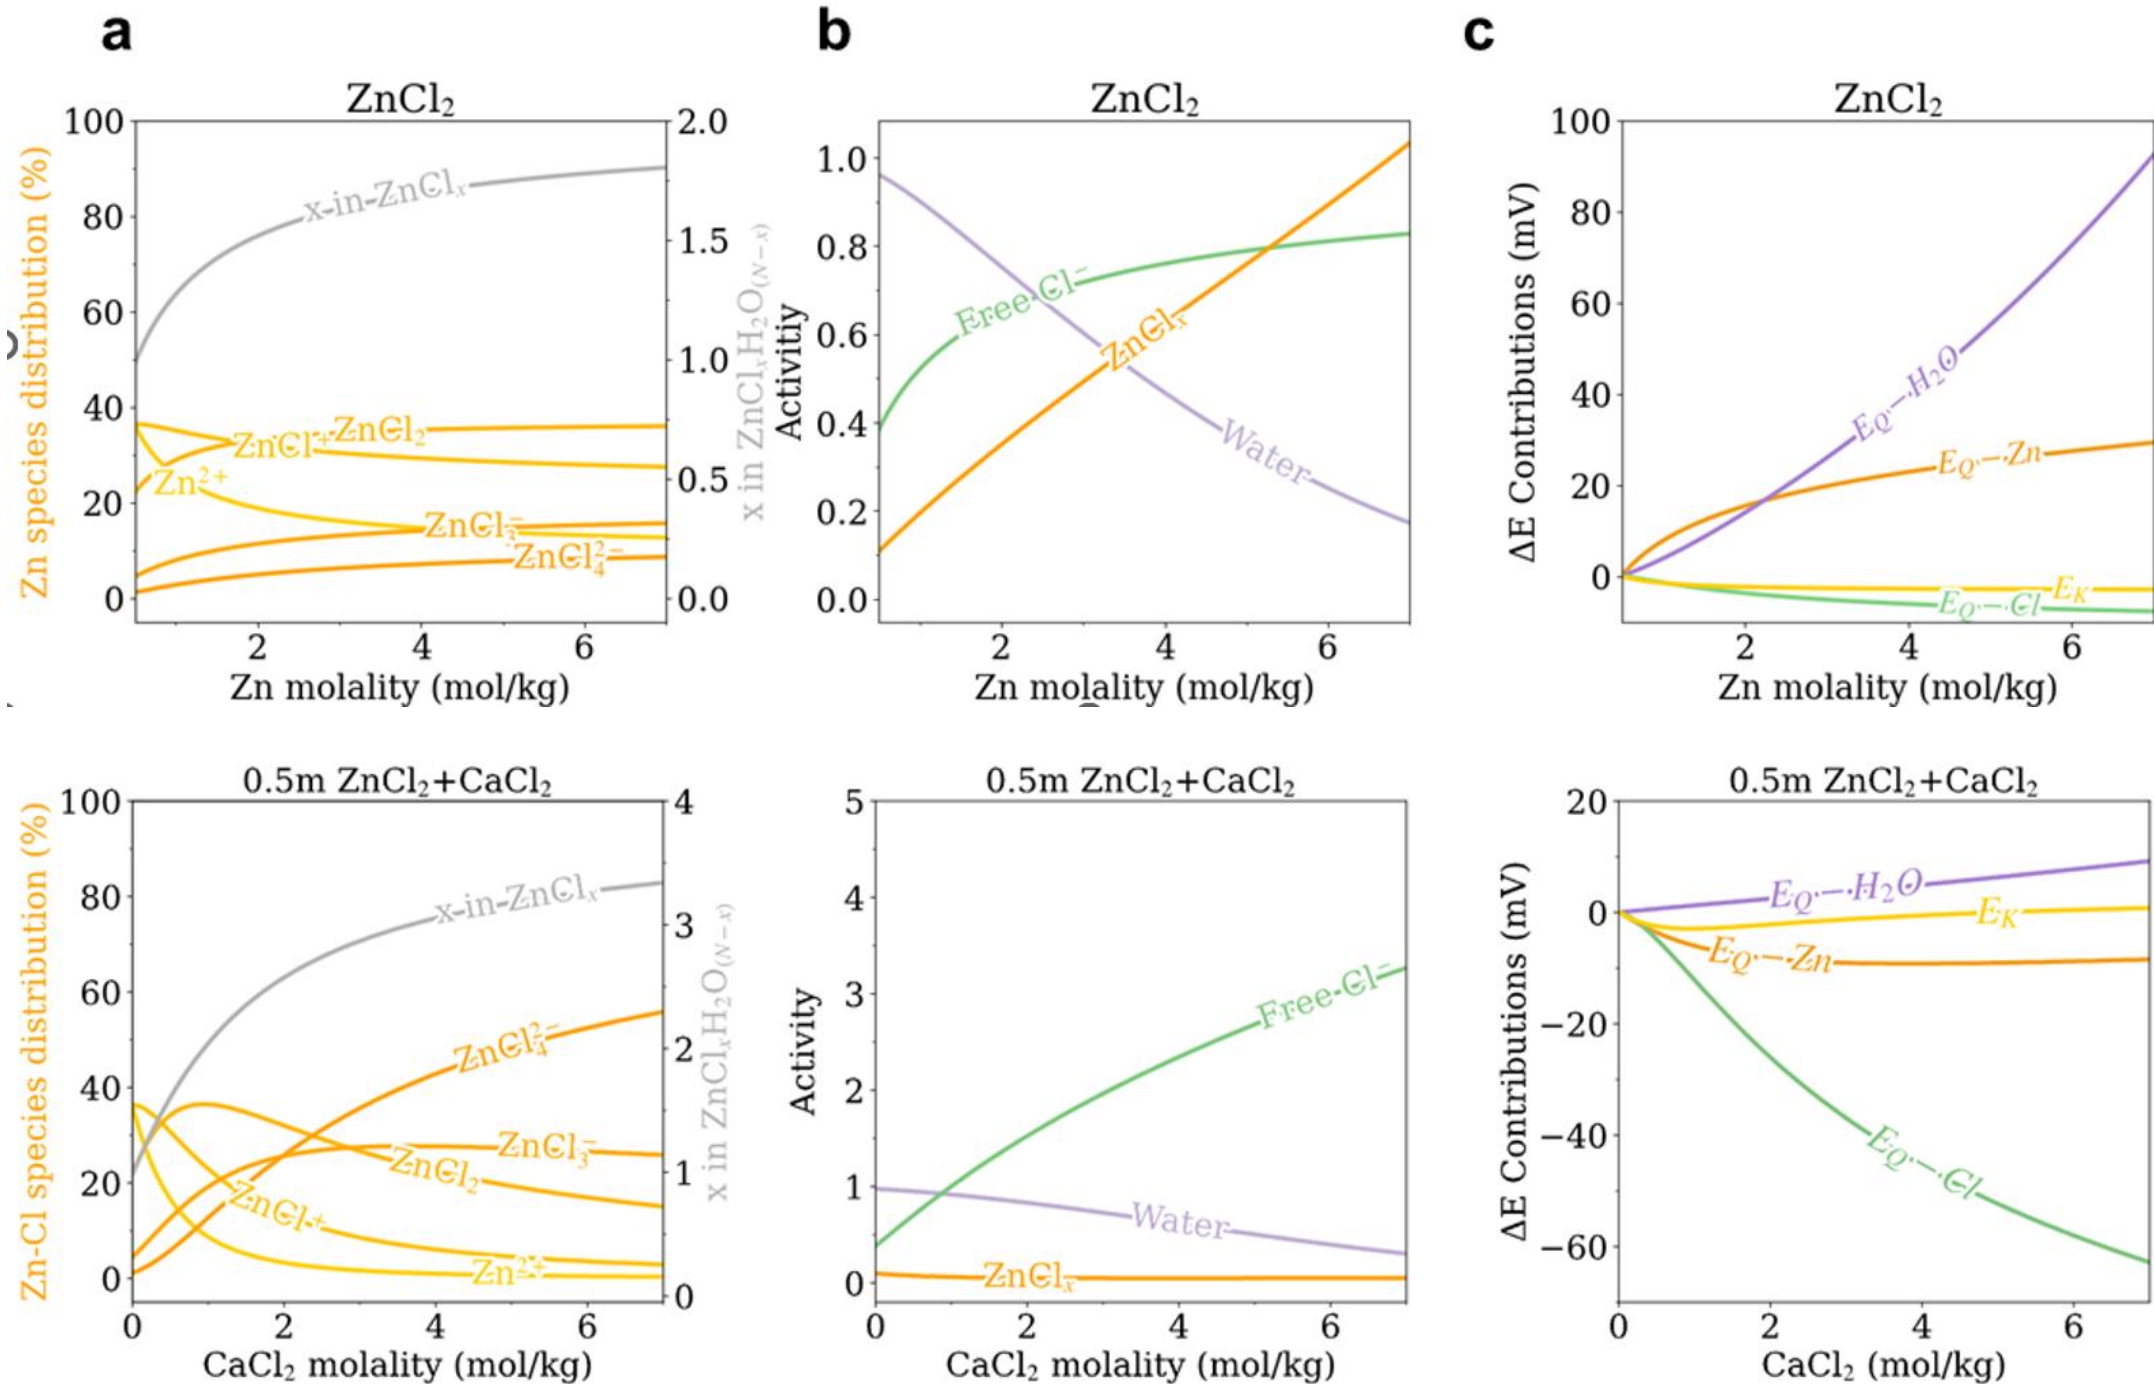 a
b
c
ZnCl₂
Zn species distribution (%)
100
80
60
40
20
0
2.0
1.5
1.0
0.5
0.0
x in ZnClₓH₂O₍N₋ₓ₎
x-in-ZnClₓ
ZnCl⁺
ZnCl₂
Zn²⁺
ZnCl₃⁻
ZnCl₄²⁻
2
4
6
Zn molality (mol/kg)
ZnCl₂
Activitiy
1.0
0.8
0.6
0.4
0.2
0.0
Free Cl⁻
ZnClₓ
Water
2
4
6
Zn molality (mol/kg)
ZnCl₂
ΔE Contributions (mV)
100
80
60
40
20
0
E_Q—H₂O
E_Q—Zn
E_K
E_Q—Cl
2
4
6
Zn molality (mol/kg)
0.5m ZnCl₂+CaCl₂
Zn-Cl species distribution (%)
100
80
60
40
20
0
4
3
2
1
0
x in ZnClₓH₂O₍N₋ₓ₎
x-in-ZnClₓ
ZnCl₄²⁻
ZnCl₃⁻
ZnCl₂
ZnCl⁺
Zn²⁺
0
2
4
6
CaCl₂ molality (mol/kg)
0.5m ZnCl₂+CaCl₂
Activity
5
4
3
2
1
0
Free-Cl⁻
Water
ZnClₓ
0
2
4
6
CaCl₂ molality (mol/kg)
0.5m ZnCl₂+CaCl₂
ΔE Contributions (mV)
20
0
−20
−40
−60
E_Q—H₂O
E_K
E_Q—Zn
E_Q—Cl
0
2
4
6
CaCl₂ (mol/kg)